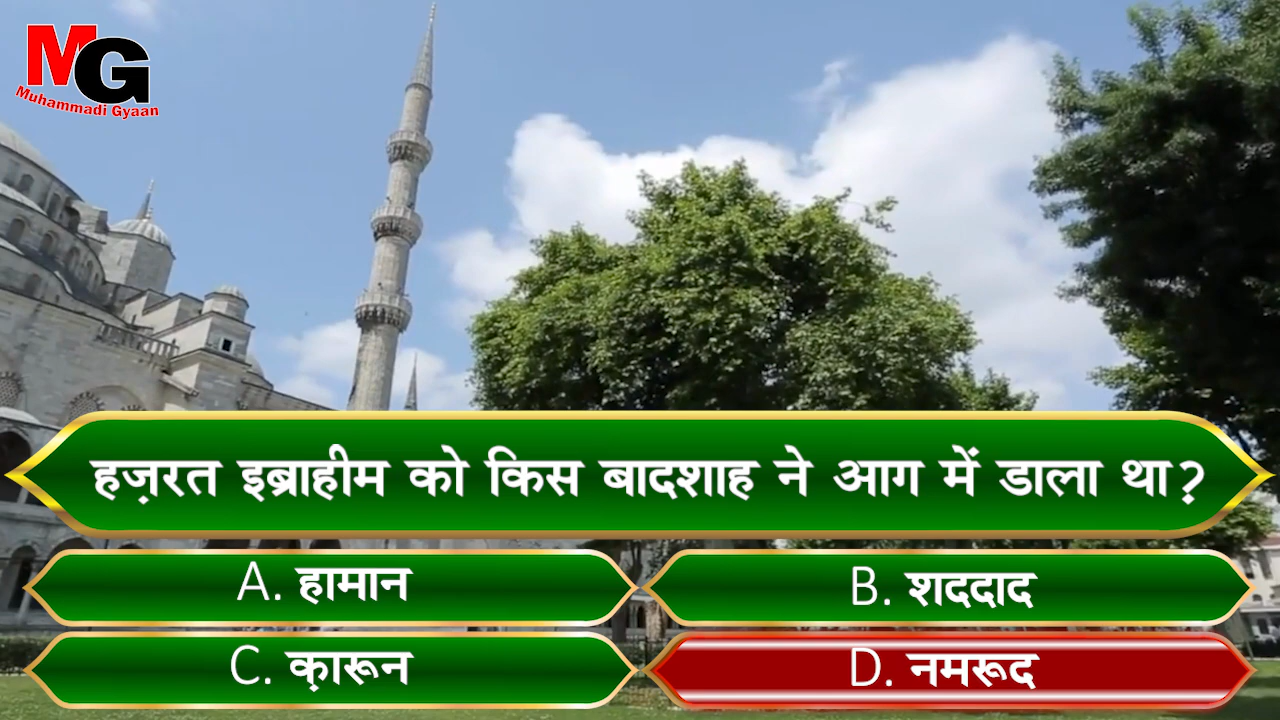 MG
Muhammadi Gyaan
हज़रत इब्राहीम को किस बादशाह ने आग में डाला था?
A. हामान
B. शददाद
C. क़ारून
D. नमरूद